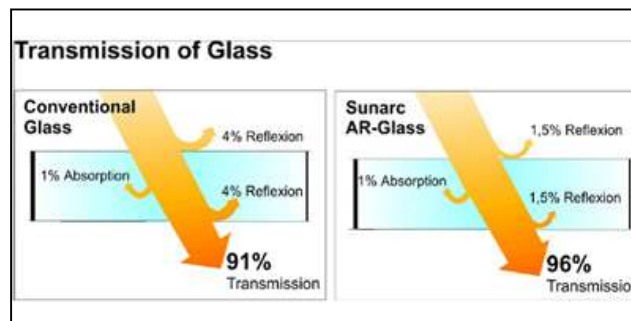 Transmission of Glass
Conventional
Glass
4% Reflexion
1% Absorption
4% Reflexion
91%
Transmission
Sunarc
AR-Glass
1,5% Reflexion
1% Absorption
1,5% Reflexion
96%
Transmissio